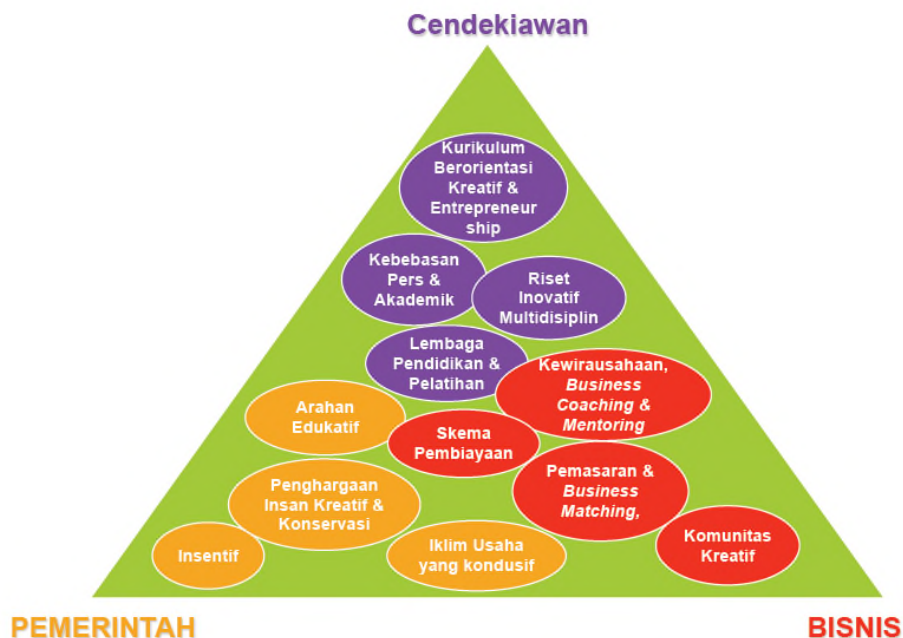 Cendekiawan
Kurikulum
Berorientasi
Kreatif &
Entrepreneur
ship
Kebebasan
Pers &
Akademik
Riset
Inovatif
Multidisiplin
Lembaga
Pendidikan &
Pelatihan
Kewirausahaan,
Business
Coaching &
Mentoring
Arahan
Edukatif
Skema
Pembiayaan
Penghargaan
Insan Kreatif &
Konservasi
Pemasaran &
Business
Matching,
Insentif
Iklim Usaha
yang kondusif
Komunitas
Kreatif
PEMERINTAH
BISNIS